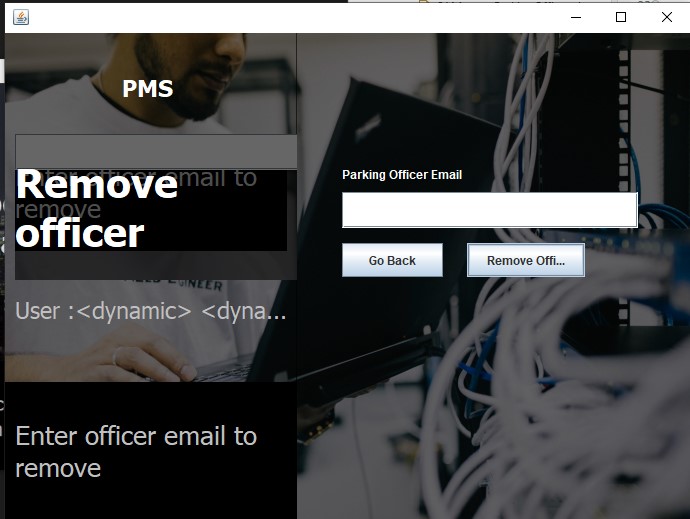 PMS
Enter officer email to
remove
Remove
officer
User :<dynamic> <dyna...
Enter officer email to
remove
Parking Officer Email
Go Back
Remove Offi...